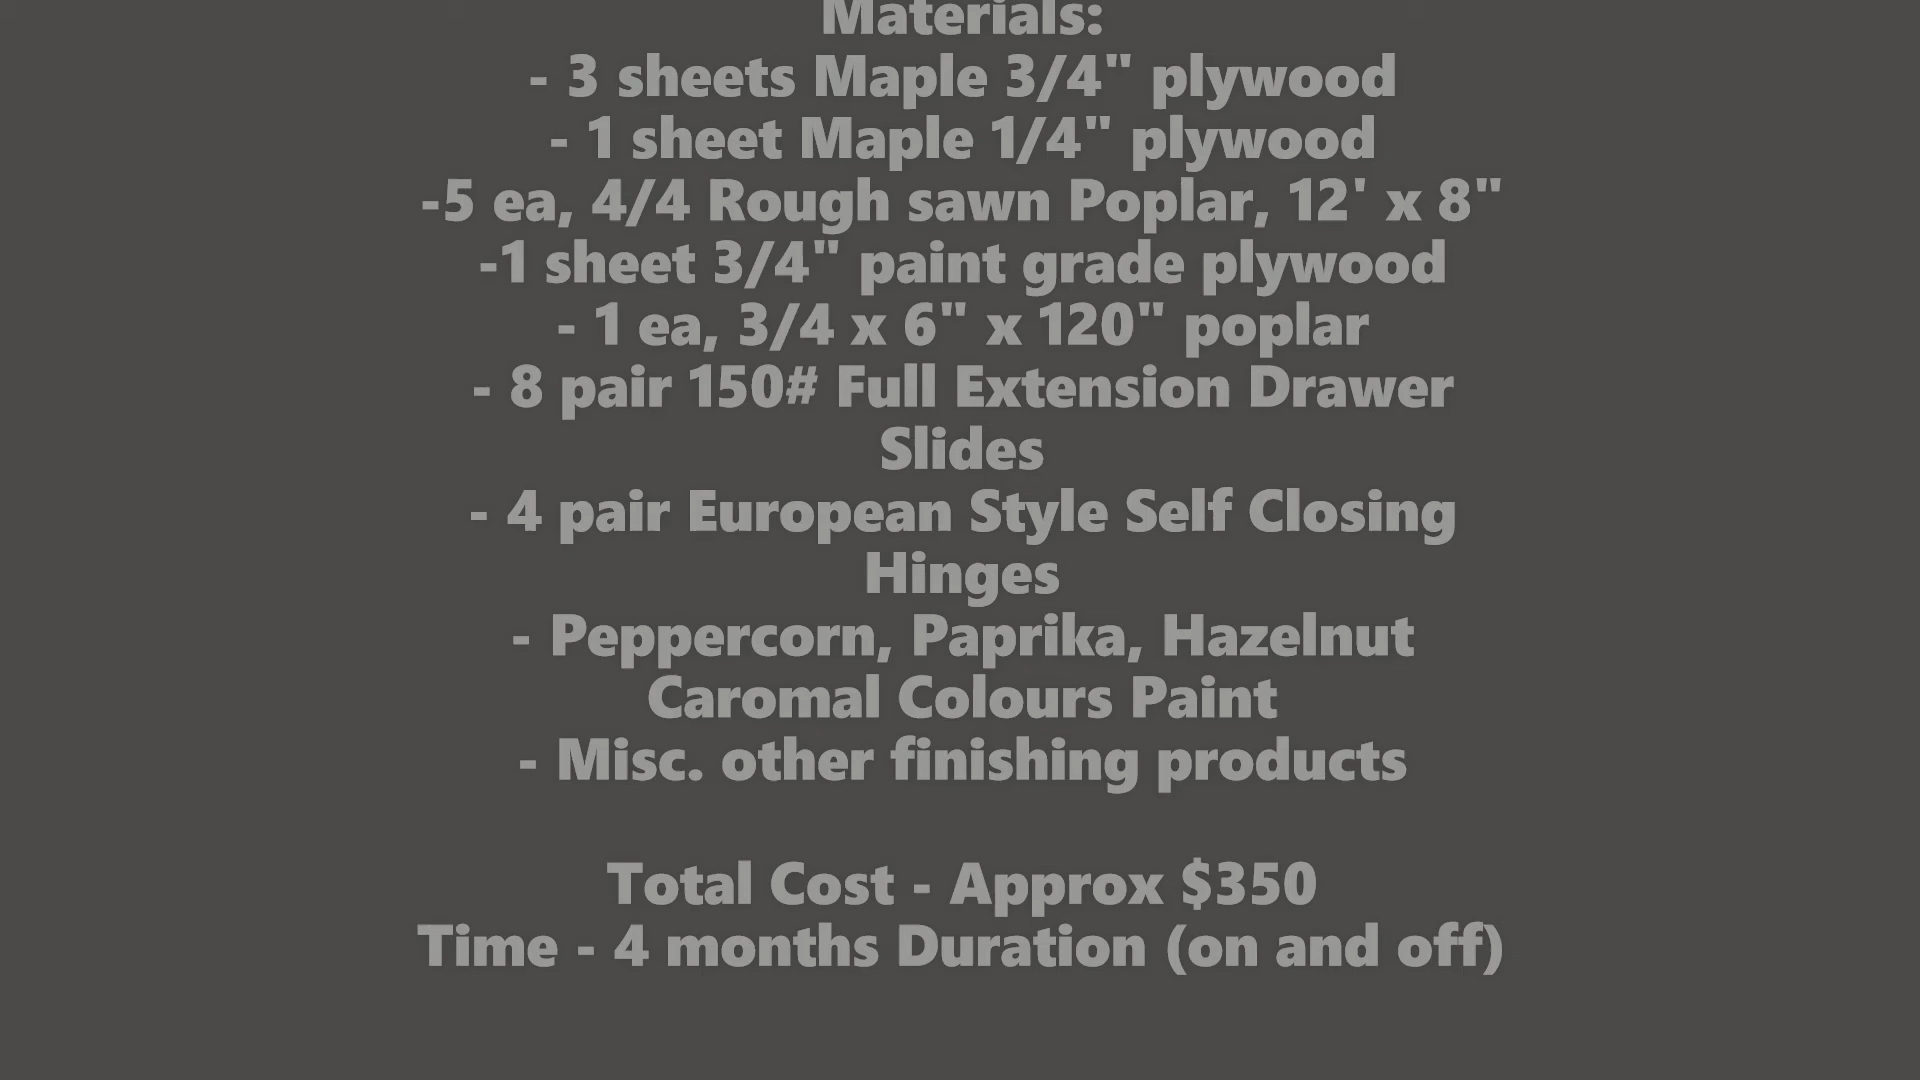 Materials:
- 3 sheets Maple 3/4" plywood
- 1 sheet Maple 1/4" plywood
-5 ea, 4/4 Rough sawn Poplar, 12' x 8"
-1 sheet 3/4" paint grade plywood
- 1 ea, 3/4 x 6" x 120" poplar
- 8 pair 150# Full Extension Drawer
Slides
- 4 pair European Style Self Closing
Hinges
- Peppercorn, Paprika, Hazelnut
Caromal Colours Paint
- Misc. other finishing products
Total Cost - Approx $350
Time - 4 months Duration (on and off)